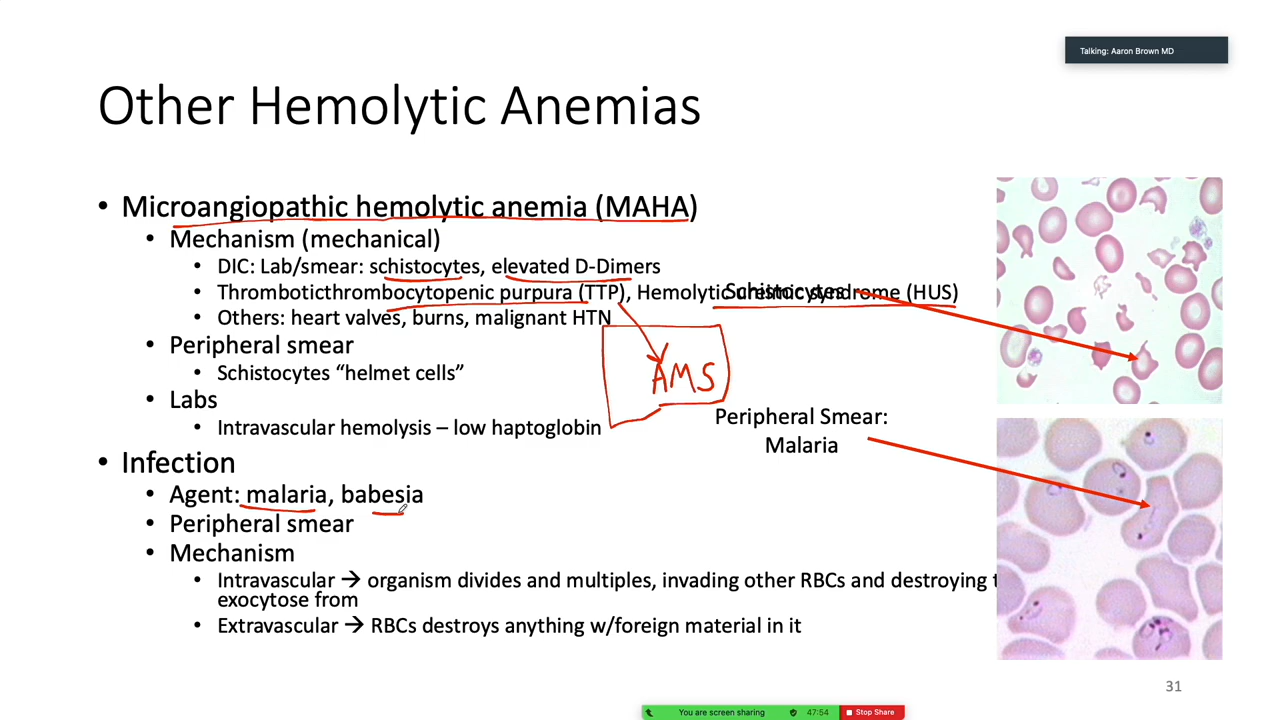 Talking: Aaron Brown MD
Other Hemolytic Anemias
• Microangiopathic hemolytic anemia (MAHA)
• Mechanism (mechanical)
• DIC: Lab/smear: schistocytes, elevated D-Dimers
• Thromboticthrombocytopenic purpura (TTP), Hemolytic uremic syndrome (HUS)
Schistocytes
• Others: heart valves, burns, malignant HTN
• Peripheral smear
• Schistocytes “helmet cells”
AMS
• Labs
• Intravascular hemolysis – low haptoglobin
Peripheral Smear:
Malaria
• Infection
• Agent: malaria, babesia
• Peripheral smear
• Mechanism
• Intravascular → organism divides and multiples, invading other RBCs and destroying
exocytose from
• Extravascular → RBCs destroys anything w/foreign material in it
31
You are screen sharing
47:54
Stop Share